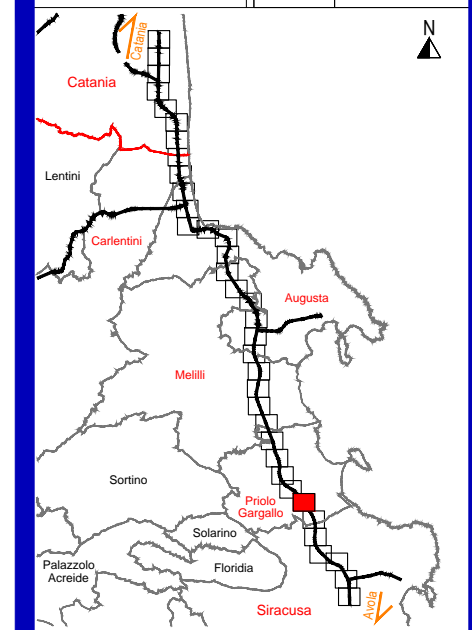 N
Catania
Catania
Lentini
Carlentini
Augusta
Melilli
Sortino
Priolo
Gargallo
Solarino
Palazzolo
Acreide
Floridia
Siracusa
Avola